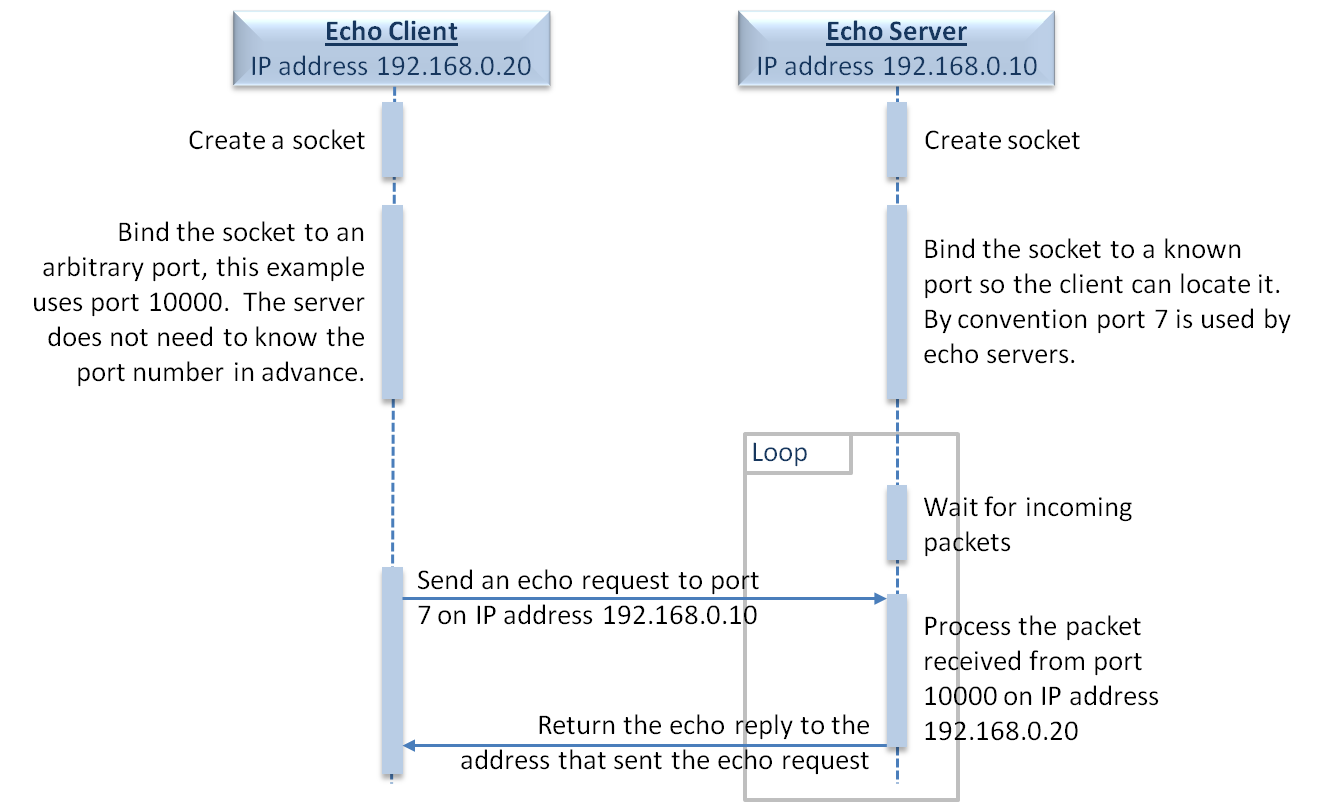 Echo Client
IP address 192.168.0.20
Echo Server
IP address 192.168.0.10
Create a socket
Create socket
Bind the socket to an
arbitrary port, this example
uses port 10000.  The server
does not need to know the
port number in advance.
Bind the socket to a known
port so the client can locate it.
By convention port 7 is used by
echo servers.
Loop
Wait for incoming
packets
Send an echo request to port
7 on IP address 192.168.0.10
Process the packet
received from port
10000 on IP address
192.168.0.20
Return the echo reply to the
address that sent the echo request